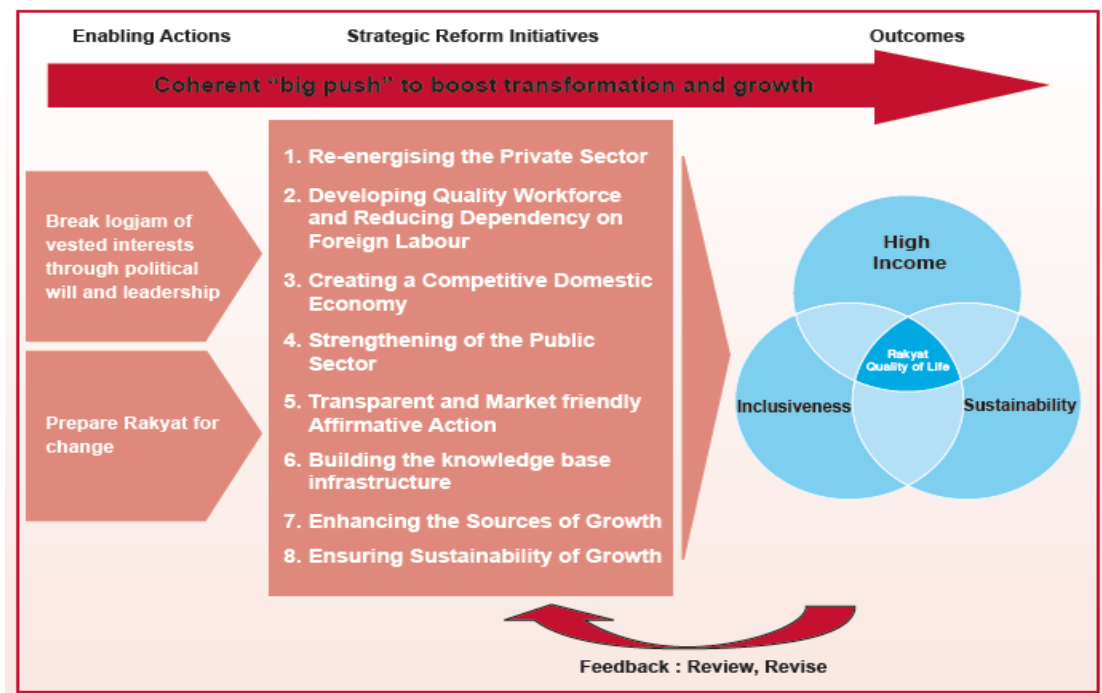 Enabling Actions
Strategic Reform Initiatives
Outcomes
Coherent “big push” to boost transformation and growth
Break logjam of
vested interests
through political
will and leadership
Prepare Rakyat for
change
1. Re-energising the Private Sector
2. Developing Quality Workforce
and Reducing Dependency on
Foreign Labour
3. Creating a Competitive Domestic
Economy
4. Strengthening of the Public
Sector
5. Transparent and Market friendly
Affirmative Action
6. Building the knowledge base
infrastructure
7. Enhancing the Sources of Growth
8. Ensuring Sustainability of Growth
High
Income
Rakyat
Quality of Life
Inclusiveness
Sustainability
Feedback : Review, Revise